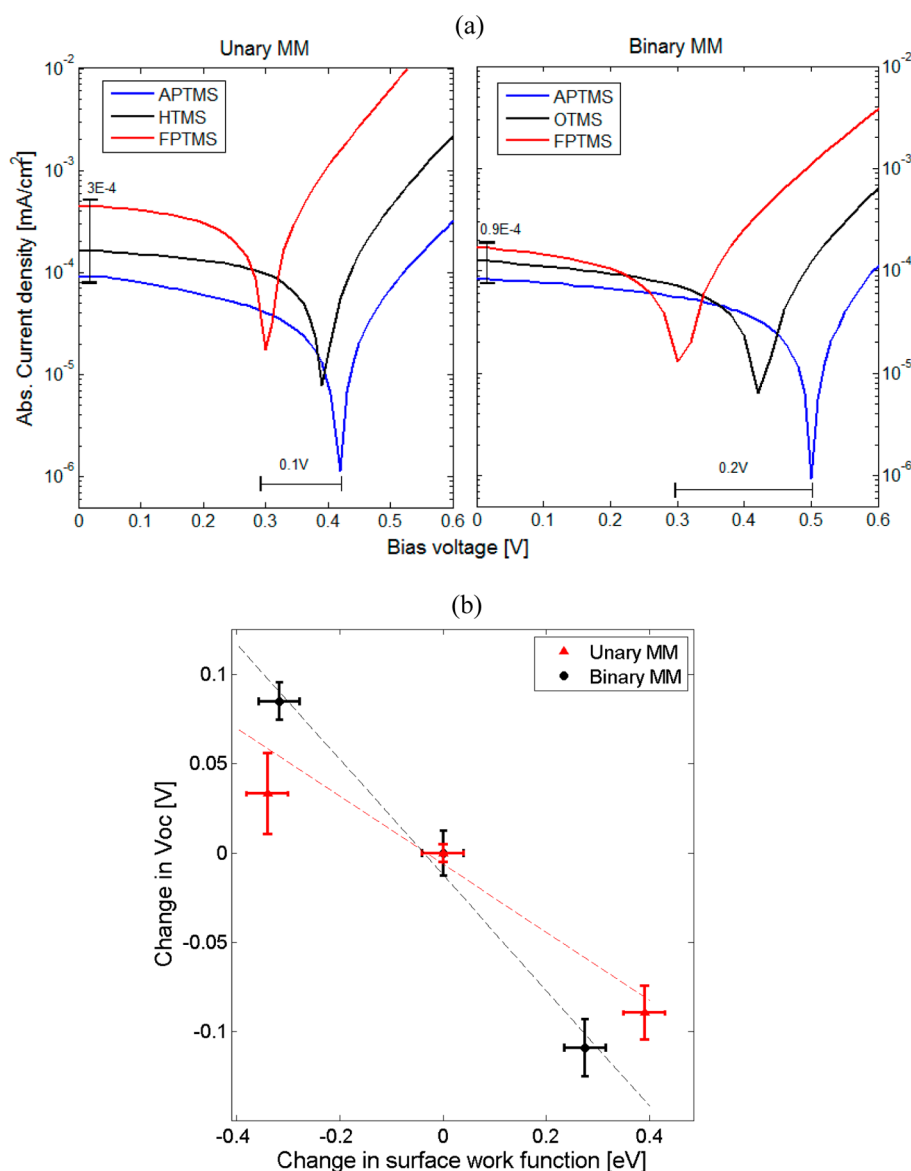 (a)
Unary MM
Binary MM
Abs. Current density [mA/cm²]
10⁻²
10⁻³
10⁻⁴
10⁻⁵
10⁻⁶
APTMS
HTMS
FPTMS
3E-4
0.1V
0 0.1 0.2 0.3 0.4 0.5 0.6
APTMS
OTMS
FPTMS
0.9E-4
0.2V
10⁻²
10⁻³
10⁻⁴
10⁻⁵
10⁻⁶
0 0.1 0.2 0.3 0.4 0.5 0.6
Bias voltage [V]
(b)
Change in Voc [V]
0.1
0.05
0
-0.05
-0.1
Unary MM
Binary MM
-0.4 -0.2 0 0.2 0.4
Change in surface work function [eV]